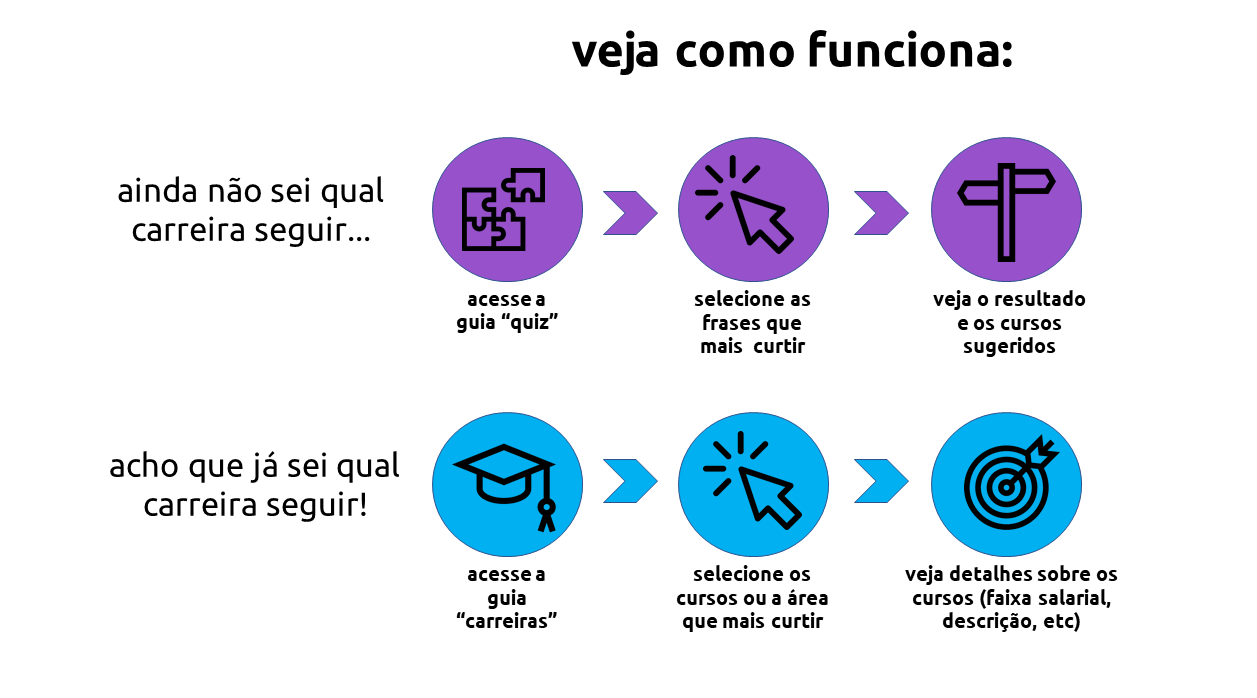 veja como funciona:
ainda não sei qual
carreira seguir...
acesse a
guia “quiz”
selecione as
frases que
mais curtir
veja o resultado
e os cursos
sugeridos
acho que já sei qual
carreira seguir!
acesse a
guia
“carreiras”
selecione os
cursos ou a área
que mais curtir
veja detalhes sobre os
cursos (faixa salarial,
descrição, etc)